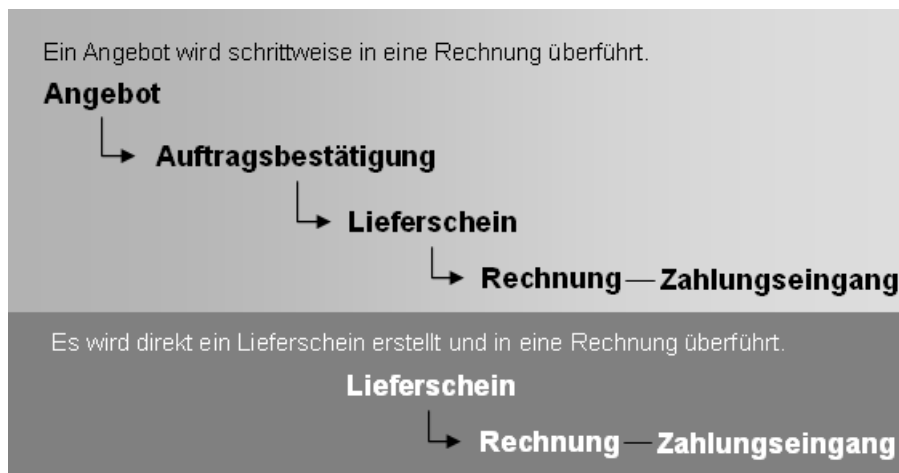 Ein Angebot wird schrittweise in eine Rechnung überführt.
Angebot
Auftragsbestätigung
Lieferschein
Rechnung — Zahlungseingang
Es wird direkt ein Lieferschein erstellt und in eine Rechnung überführt.
Lieferschein
Rechnung — Zahlungseingang